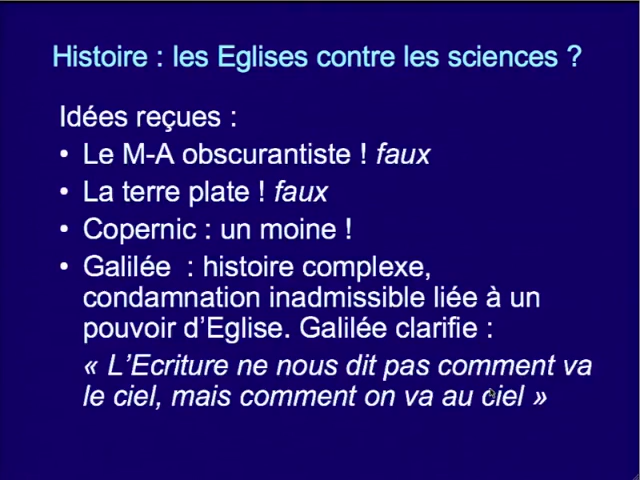 Histoire : les Eglises contre les sciences ?
Idées reçues :
• Le M-A obscurantiste ! faux
• La terre plate ! faux
• Copernic : un moine !
• Galilée : histoire complexe,
condamnation inadmissible liée à un
pouvoir d'Eglise. Galilée clarifie :
« L'Ecriture ne nous dit pas comment va
le ciel, mais comment on va au ciel »